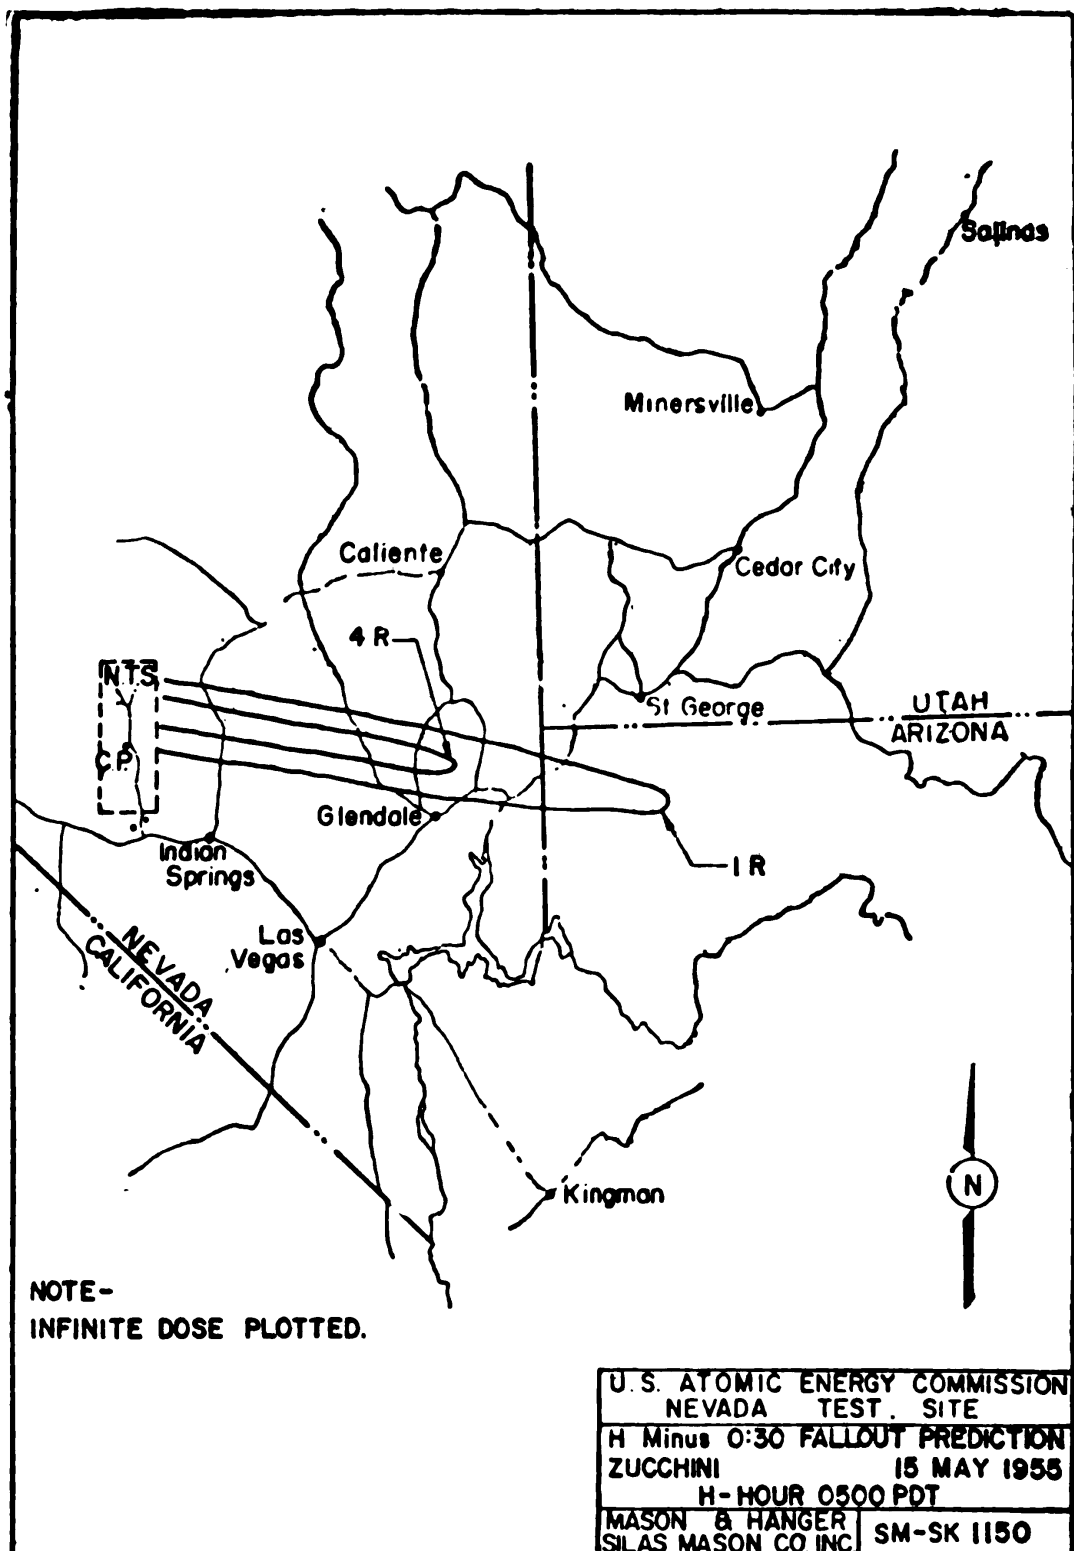 Salinas
Minersville
Caliente
Cedar City
4 R
N.T.S.
St George
UTAH
ARIZONA
C.P.
Glendale
Indian
Springs
1 R
Las
Vegas
NEVADA
CALIFORNIA
N
Kingman
NOTE-
INFINITE DOSE PLOTTED.
U.S. ATOMIC ENERGY COMMISSION
NEVADA TEST. SITE
H Minus 0:30 FALLOUT PREDICTION
ZUCCHINI 15 MAY 1955
H-HOUR 0500 PDT
MASON & HANGER
SILAS MASON CO INC
SM-SK 1150